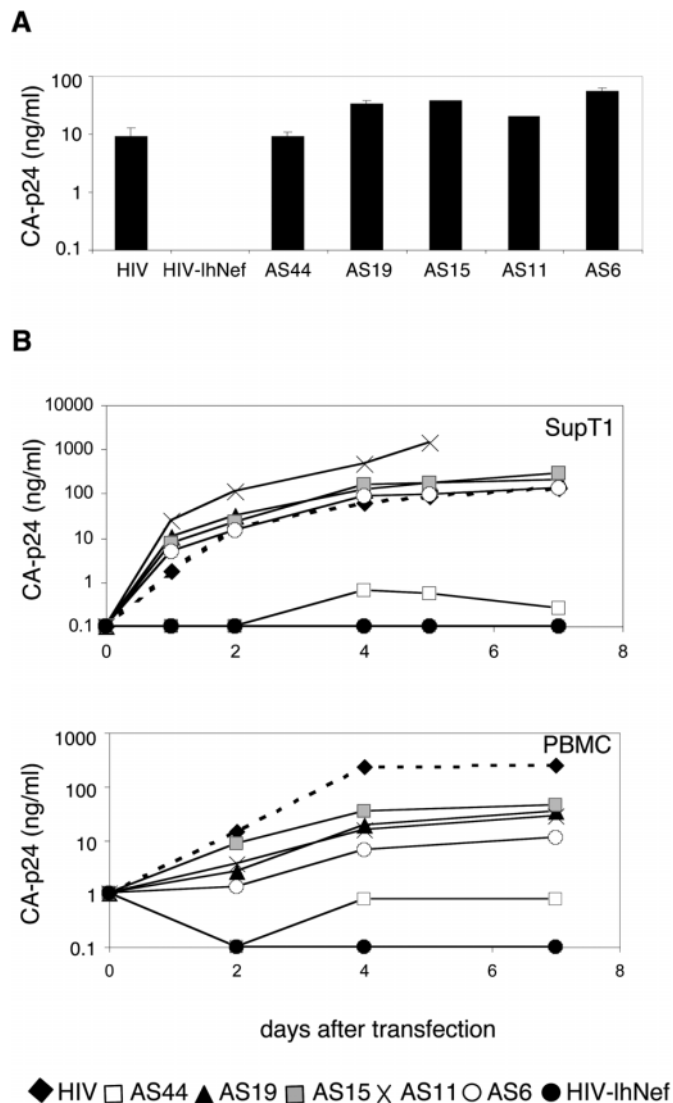 A
CA-p24 (ng/ml)
100
10
1
0.1
HIV HIV-lhNef AS44 AS19 AS15 AS11 AS6
B
SupT1
CA-p24 (ng/ml)
10000
1000
100
10
1
0.1
0 2 4 6 8
PBMC
CA-p24 (ng/ml)
1000
100
10
1
0.1
0 2 4 6 8
days after transfection
HIV AS44 AS19 AS15 AS11 AS6 HIV-lhNef